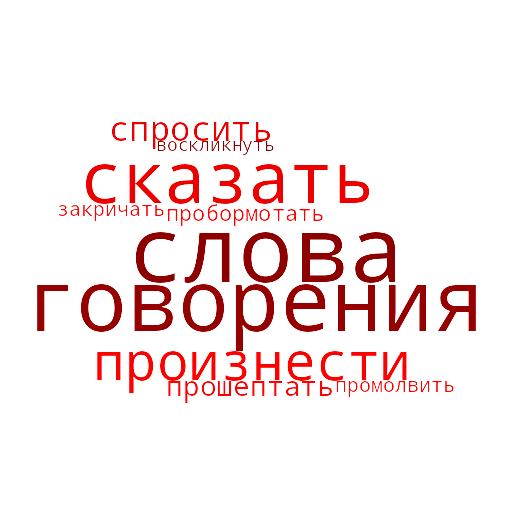 спросить
воскликнуть
сказать
закричать
пробормотать
слова
говорения
произнести
прошептать
промолвить